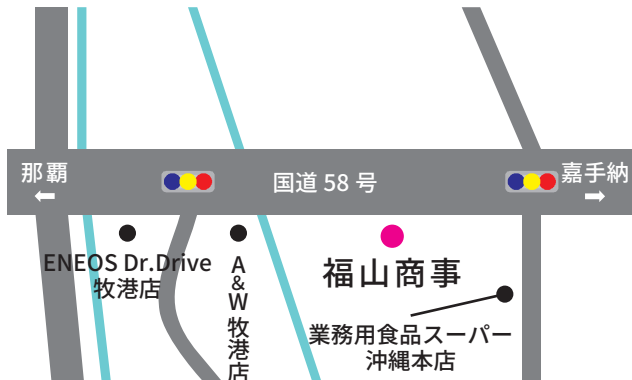 那覇
国道 58 号
嘉手納
ENEOS Dr.Drive
牧港店
A&W牧港店
福山商事
業務用食品スーパー
沖縄本店